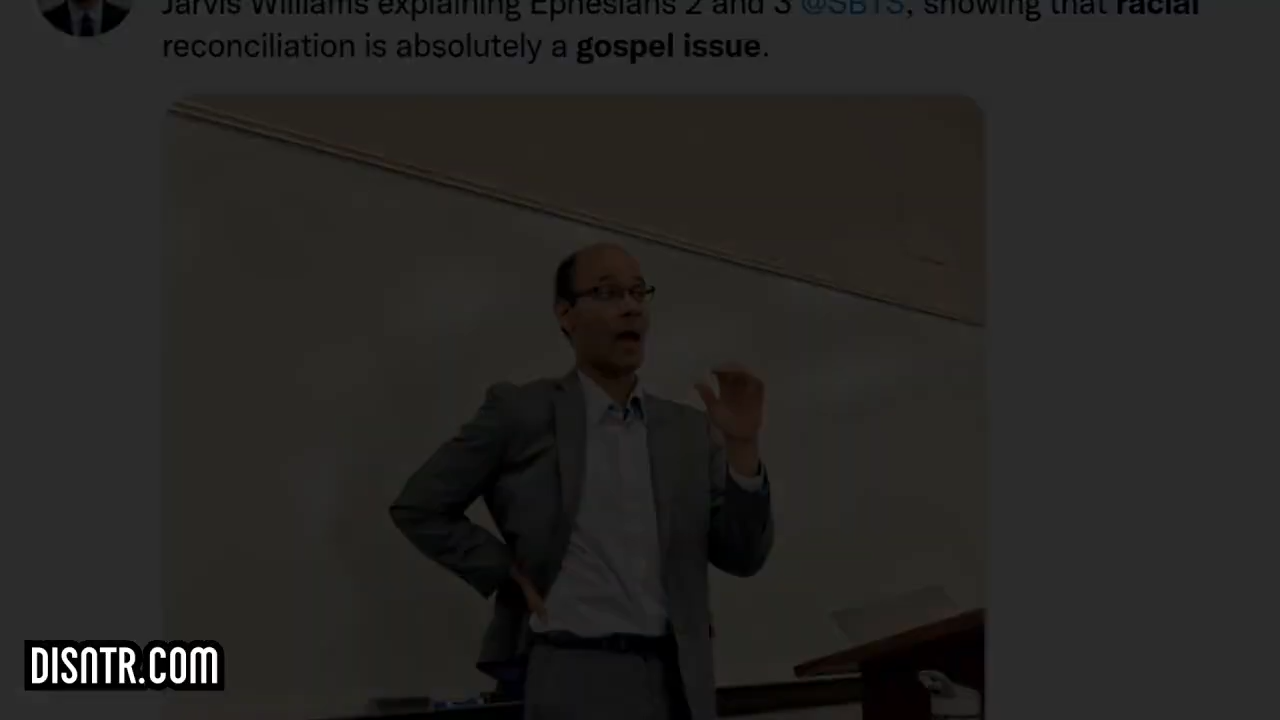 Jarvis Williams explaining Ephesians 2 and 3 @SBTS, showing that racial
reconciliation is absolutely a gospel issue.
DISNTR.COM